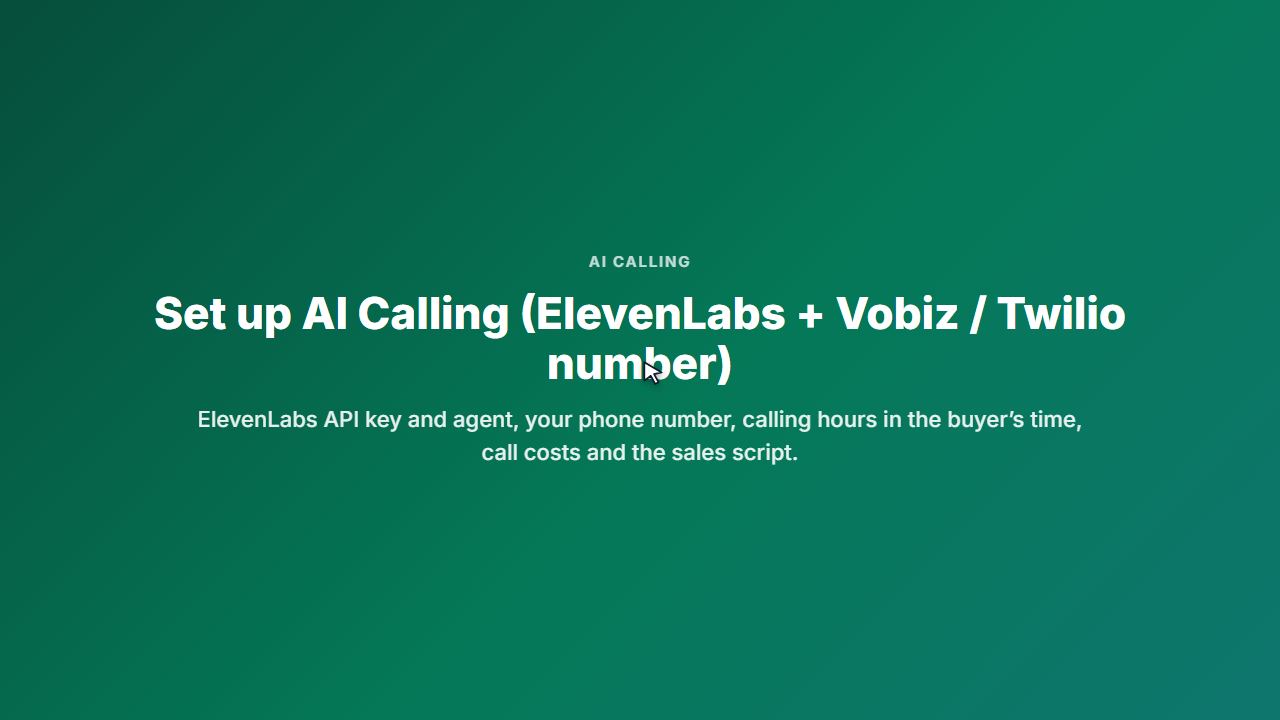 AI CALLING
Set up AI Calling (ElevenLabs + Vobiz / Twilio
number)
ElevenLabs API key and agent, your phone number, calling hours in the buyer’s time,
call costs and the sales script.